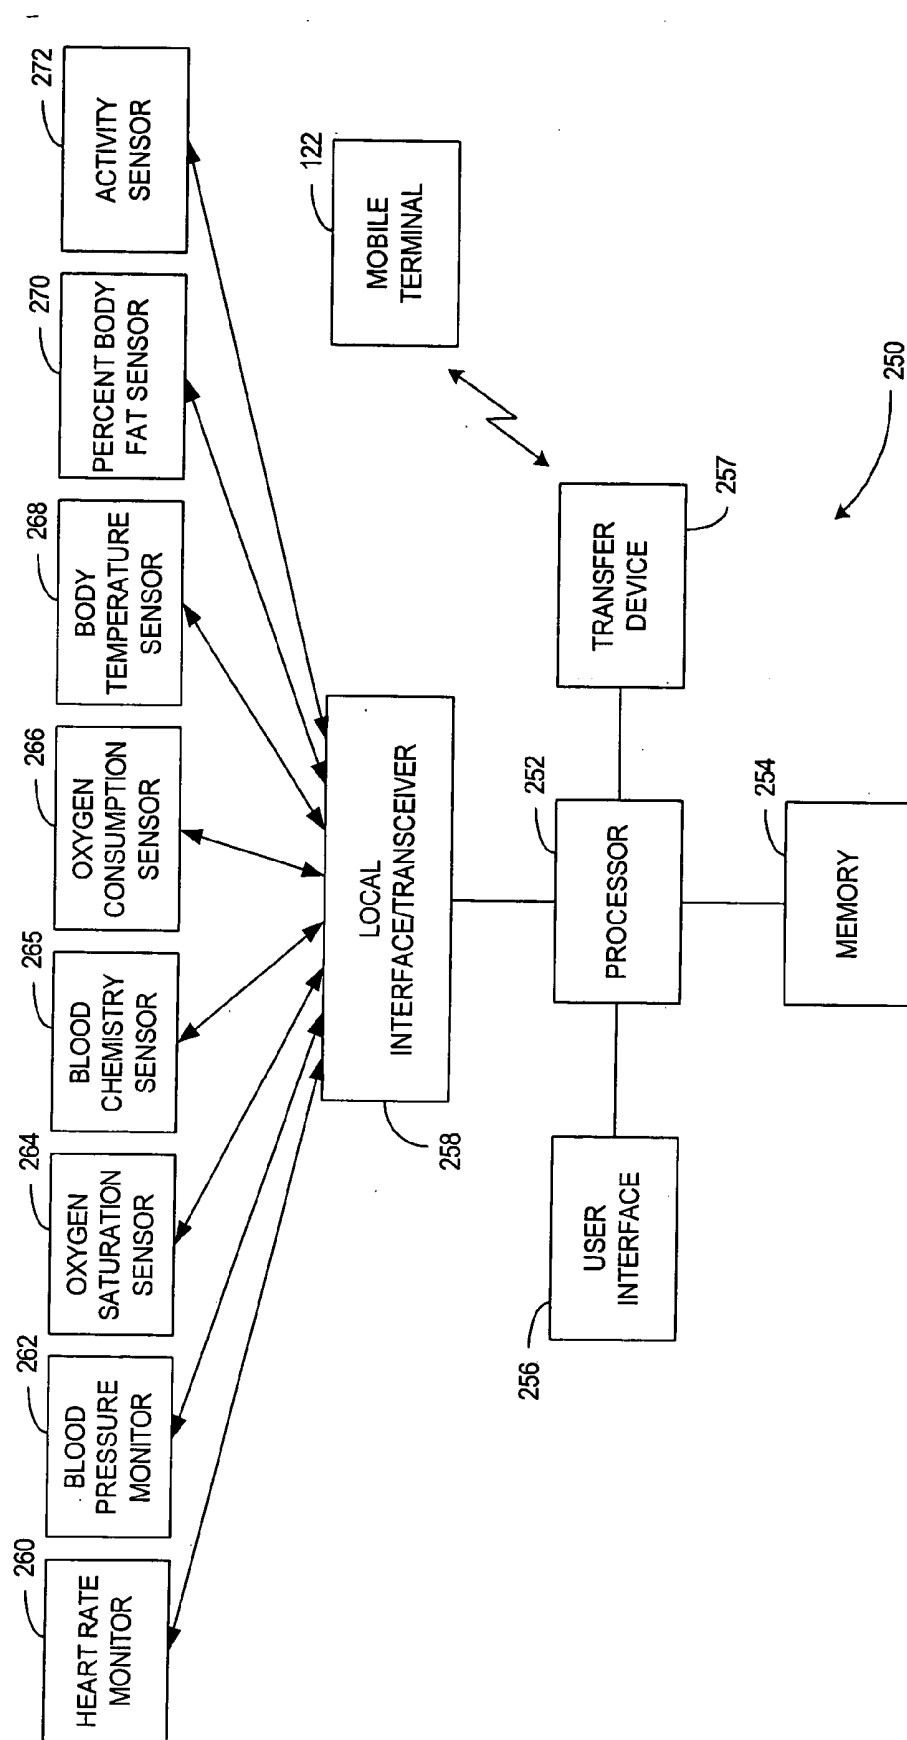 260
HEART RATE
MONITOR
262
BLOOD
PRESSURE
MONITOR
264
OXYGEN
SATURATION
SENSOR
265
BLOOD
CHEMISTRY
SENSOR
266
OXYGEN
CONSUMPTION
SENSOR
268
BODY
TEMPERATURE
SENSOR
270
PERCENT BODY
FAT SENSOR
272
ACTIVITY
SENSOR
LOCAL
INTERFACE/TRANSCEIVER
258
MOBILE
TERMINAL
122
256
USER
INTERFACE
252
PROCESSOR
TRANSFER
DEVICE
257
254
MEMORY
250